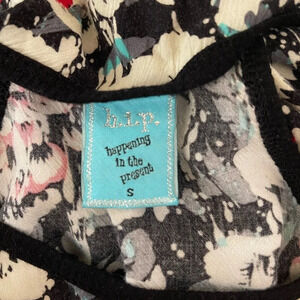 h.i.p.
happening
in the
present
S